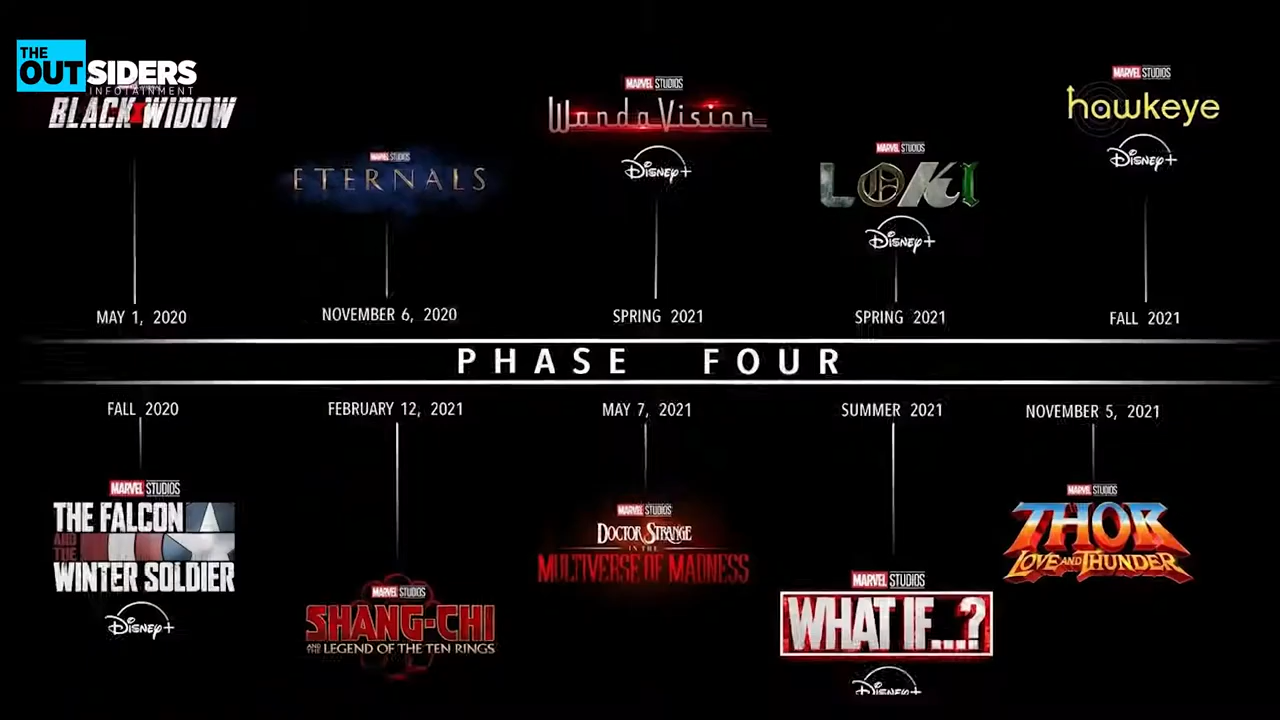 THE
OUTSIDERS
INFOTAINMENT
BLACK WIDOW
MARVEL STUDIOS
ETERNALS
MARVEL STUDIOS
WandaVision
Disney+
MARVEL STUDIOS
LOKI
Disney+
MARVEL STUDIOS
hawkeye
Disney+
MAY 1, 2020
NOVEMBER 6, 2020
SPRING 2021
SPRING 2021
FALL 2021
PHASE FOUR
FALL 2020
FEBRUARY 12, 2021
MAY 7, 2021
SUMMER 2021
NOVEMBER 5, 2021
MARVEL STUDIOS
THE FALCON
AND THE
WINTER SOLDIER
Disney+
MARVEL STUDIOS
SHANG-CHI
AND THE LEGEND OF THE TEN RINGS
MARVEL STUDIOS
DOCTOR STRANGE
IN THE
MULTIVERSE OF MADNESS
MARVEL STUDIOS
WHAT IF...?
Disney+
MARVEL STUDIOS
THOR
LOVE AND THUNDER